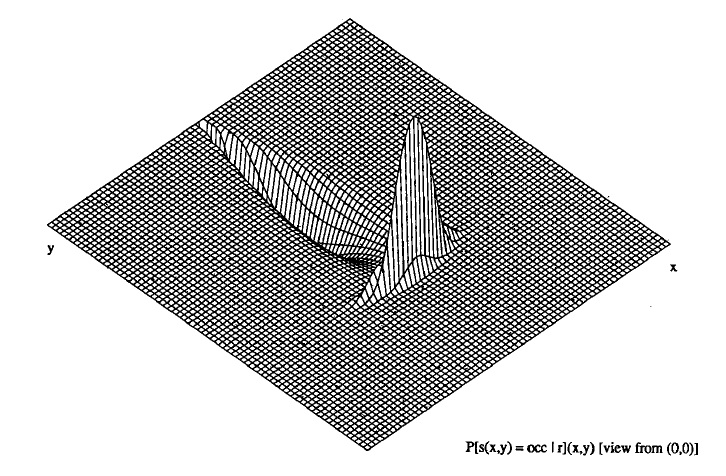 y
x
P[s(x,y) = occ | r](x,y) [view from (0,0)]